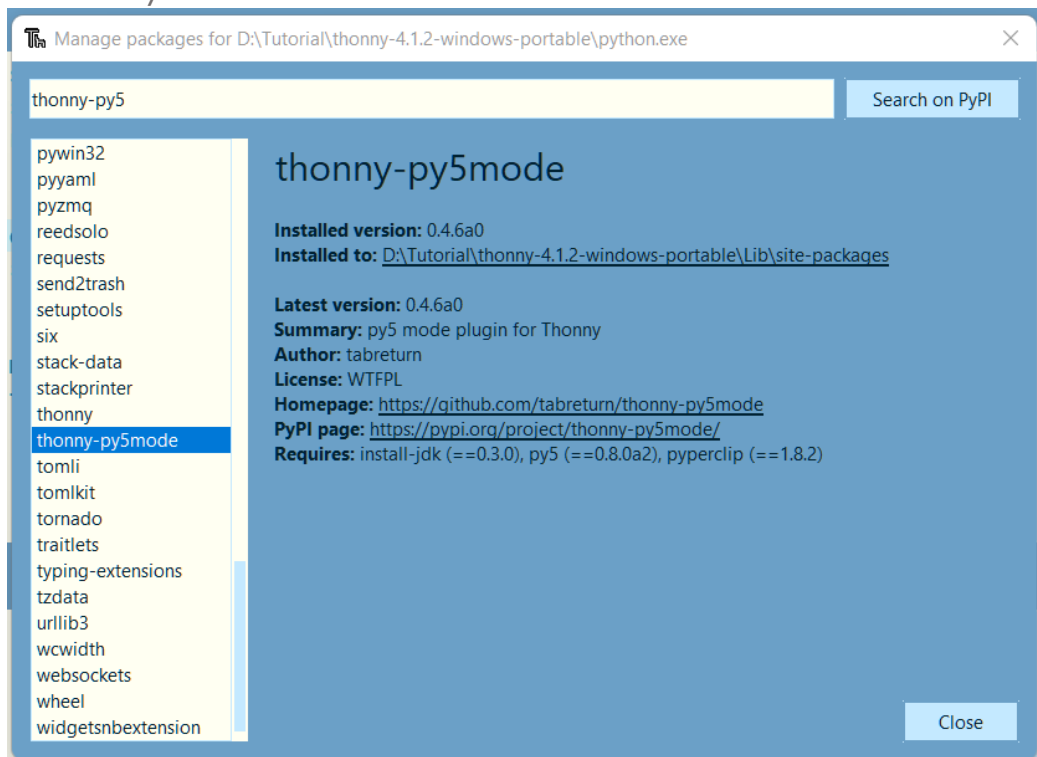 Manage packages for D:\Tutorial\thonny-4.1.2-windows-portable\python.exe
thonny-py5
Search on PyPI
pywin32
pyyaml
pyzmq
reedsolo
requests
send2trash
setuptools
six
stack-data
stackprinter
thonny
thonny-py5mode
tomli
tomlkit
tornado
traitlets
typing-extensions
tzdata
urllib3
wcwidth
websockets
wheel
widgetsnbextension
thonny-py5mode
Installed version: 0.4.6a0
Installed to: D:\Tutorial\thonny-4.1.2-windows-portable\Lib\site-packages
Latest version: 0.4.6a0
Summary: py5 mode plugin for Thonny
Author: tabreturn
License: WTFPL
Homepage: https://github.com/tabreturn/thonny-py5mode
PyPI page: https://pypi.org/project/thonny-py5mode/
Requires: install-jdk (==0.3.0), py5 (==0.8.0a2), pyperclip (==1.8.2)
Close